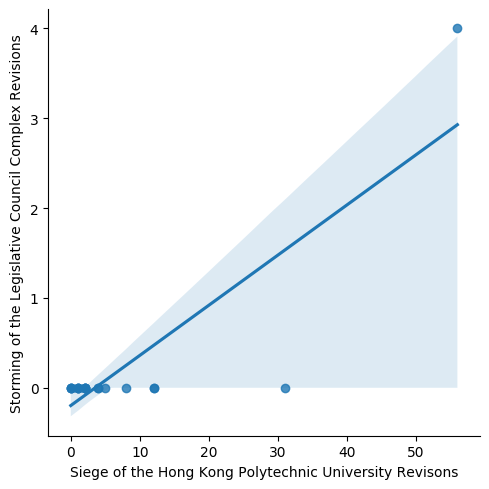 Storming of the Legislative Council Complex Revisions
4
3
2
1
0
0 10 20 30 40 50
Siege of the Hong Kong Polytechnic University Revisons